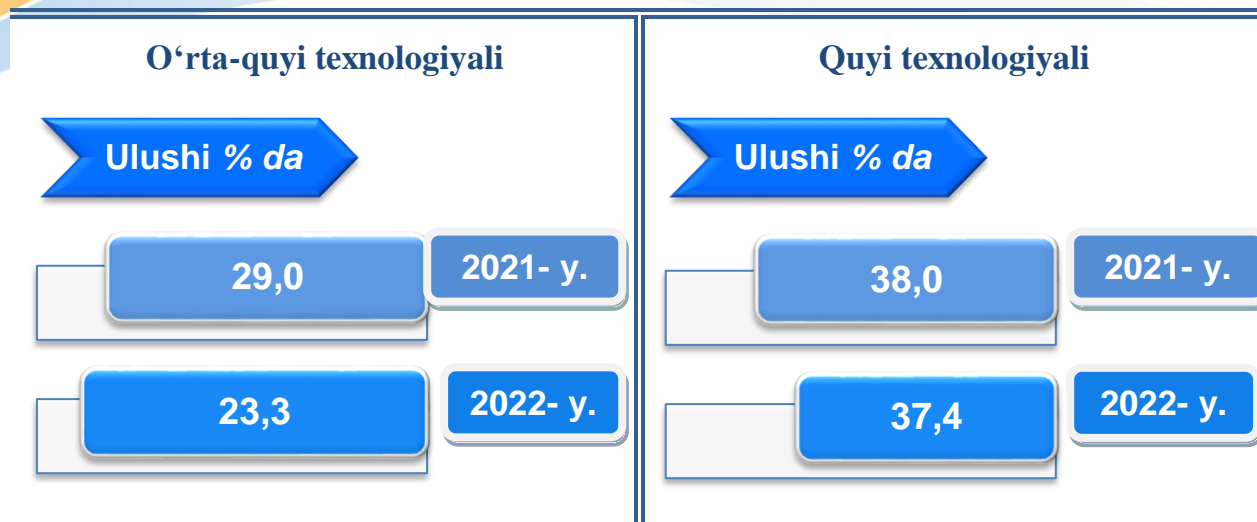 O‘rta-quyi texnologiyali
Ulushi % da
29,0
2021- y.
23,3
2022- y.
Quyi texnologiyali
Ulushi % da
38,0
2021- y.
37,4
2022- y.